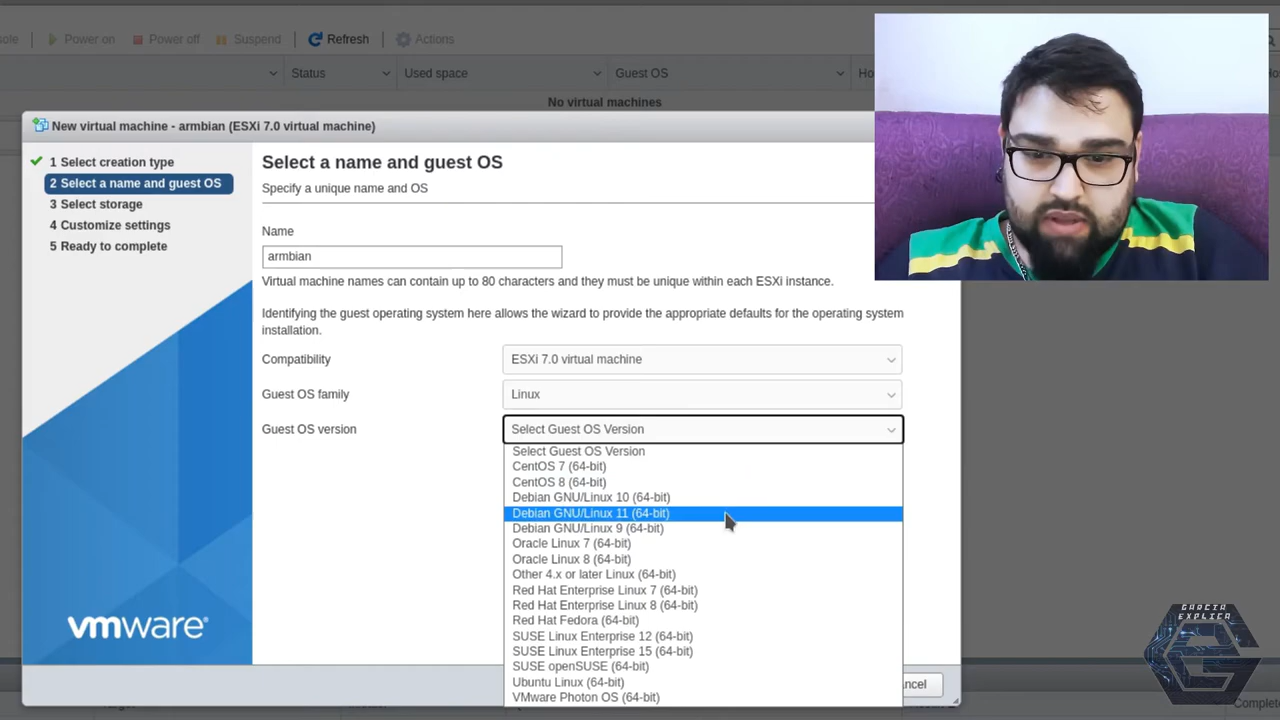 Power on
Power off
Suspend
Refresh
Actions
Status
Used space
Guest OS
No virtual machines
New virtual machine - armbian (ESXi 7.0 virtual machine)
1 Select creation type
2 Select a name and guest OS
3 Select storage
4 Customize settings
5 Ready to complete
Select a name and guest OS
Specify a unique name and OS
Name
armbian
Virtual machine names can contain up to 80 characters and they must be unique within each ESXi instance.
Identifying the guest operating system here allows the wizard to provide the appropriate defaults for the operating system
installation.
Compatibility
ESXi 7.0 virtual machine
Guest OS family
Linux
Guest OS version
Select Guest OS Version
Select Guest OS Version
CentOS 7 (64-bit)
CentOS 8 (64-bit)
Debian GNU/Linux 10 (64-bit)
Debian GNU/Linux 11 (64-bit)
Debian GNU/Linux 9 (64-bit)
Oracle Linux 7 (64-bit)
Oracle Linux 8 (64-bit)
Other 4.x or later Linux (64-bit)
Red Hat Enterprise Linux 7 (64-bit)
Red Hat Enterprise Linux 8 (64-bit)
Red Hat Fedora (64-bit)
SUSE Linux Enterprise 12 (64-bit)
SUSE Linux Enterprise 15 (64-bit)
SUSE openSUSE (64-bit)
Ubuntu Linux (64-bit)
VMware Photon OS (64-bit)
vmware®
GARCIA
EXPLICA